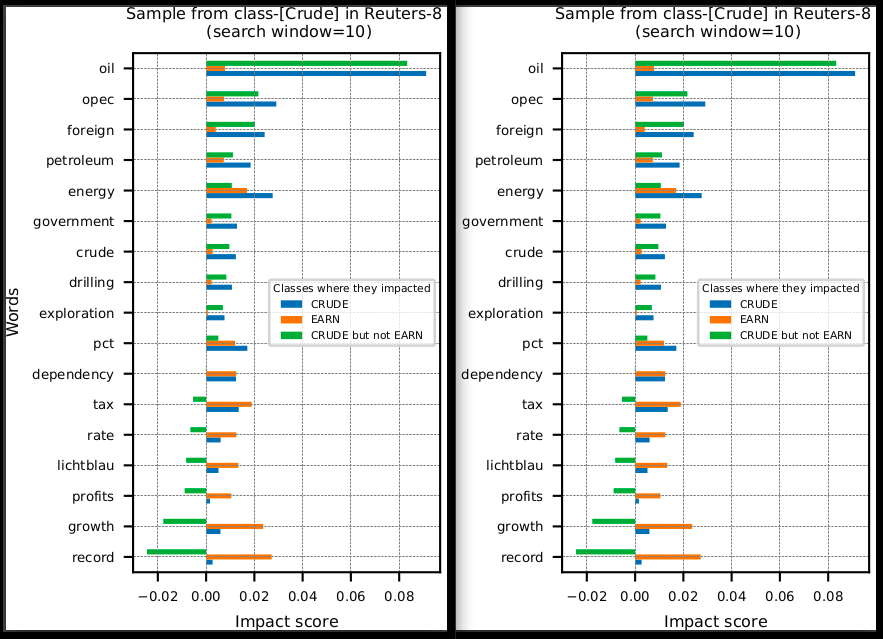 Sample from class-[Crude] in Reuters-8
(search window=10)
Words
oil
opec
foreign
petroleum
energy
government
crude
drilling
exploration
pct
dependency
tax
rate
lichtblau
profits
growth
record
Classes where they impacted
CRUDE
EARN
CRUDE but not EARN
−0.02 0.00 0.02 0.04 0.06 0.08
Impact score
Sample from class-[Crude] in Reuters-8
(search window=10)
oil
opec
foreign
petroleum
energy
government
crude
drilling
exploration
pct
dependency
tax
rate
lichtblau
profits
growth
record
Classes where they impacted
CRUDE
EARN
CRUDE but not EARN
−0.02 0.00 0.02 0.04 0.06 0.08
Impact score